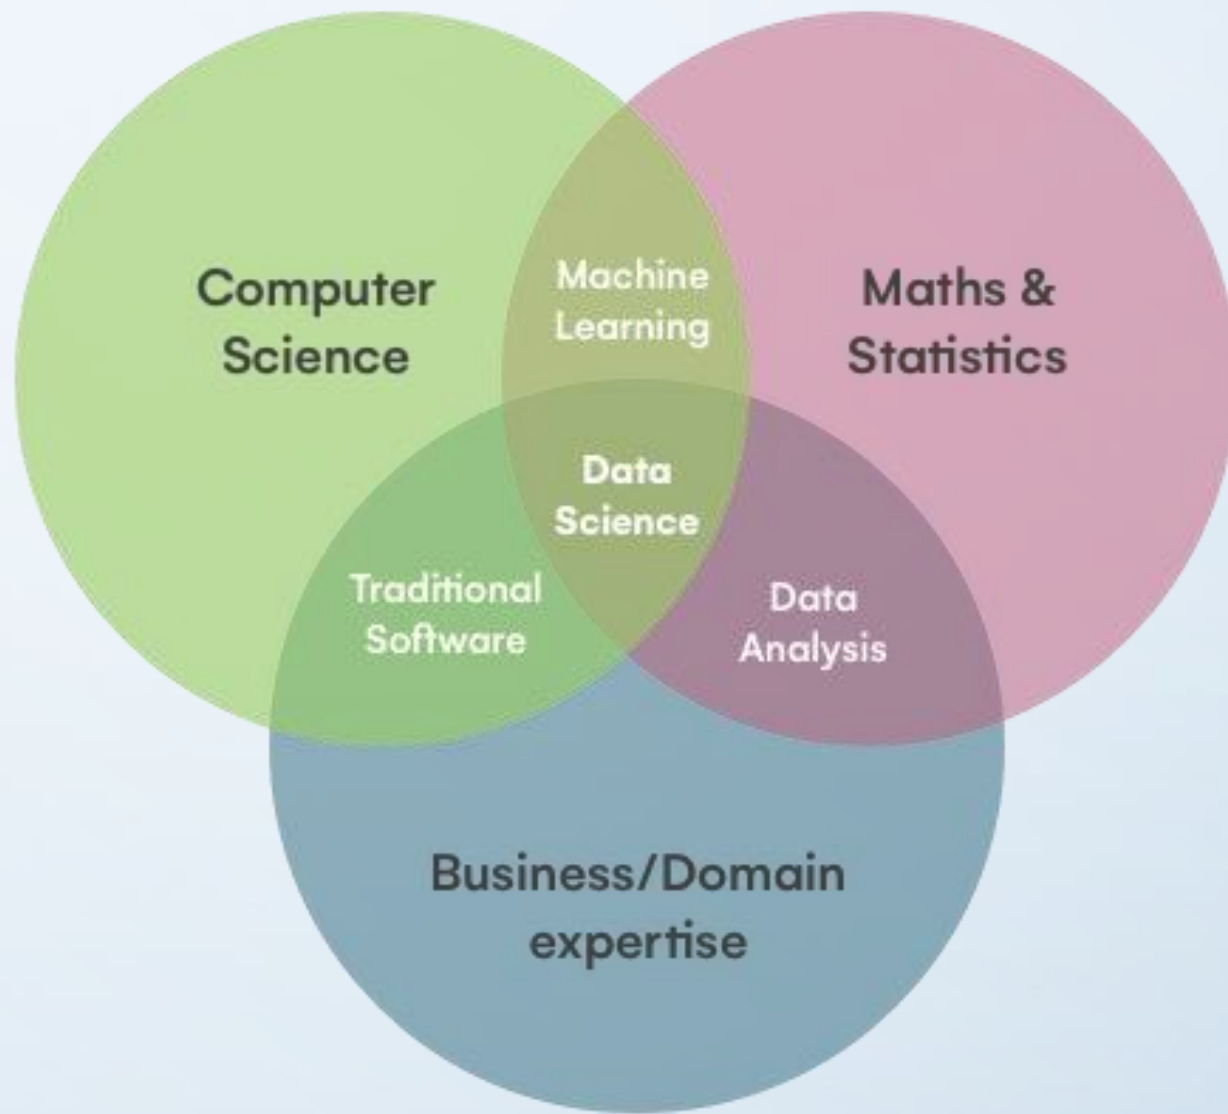 Computer
Science
Machine
Learning
Maths &
Statistics
Data
Science
Traditional
Software
Data
Analysis
Business/Domain
expertise